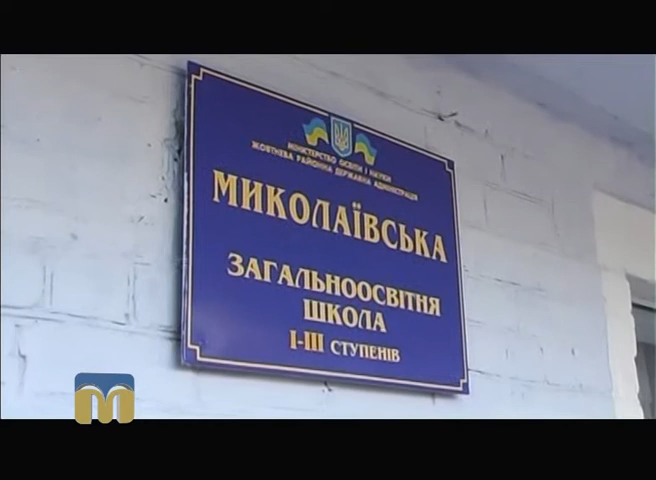 МІНІСТЕРСТВО ОСВІТИ І НАУКИ
ЖОВТНЕВА РАЙОННА ДЕРЖАВНА АДМІНІСТРАЦІЯ
МИКОЛАЇВСЬКА
ЗАГАЛЬНООСВІТНЯ
ШКОЛА
І-ІІІ СТУПЕНІВ
М